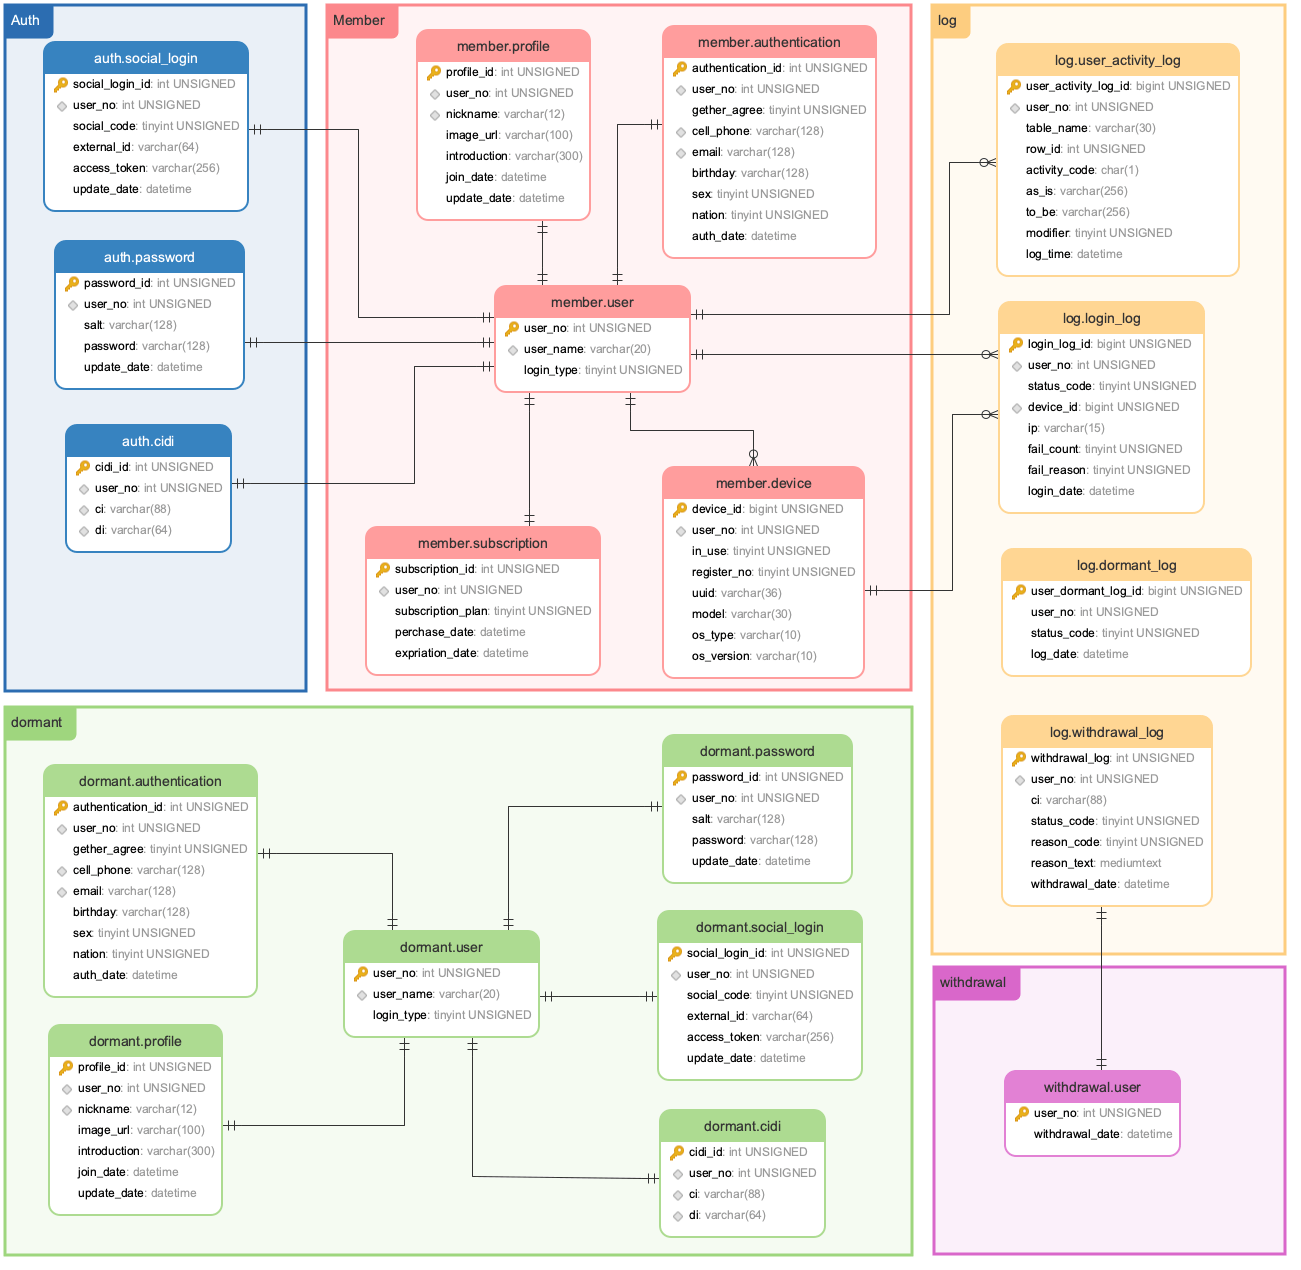 Auth
auth.social_login
social_login_id: int UNSIGNED
user_no: int UNSIGNED
social_code: tinyint UNSIGNED
external_id: varchar(64)
access_token: varchar(256)
update_date: datetime
auth.password
password_id: int UNSIGNED
user_no: int UNSIGNED
salt: varchar(128)
password: varchar(128)
update_date: datetime
auth.cidi
cidi_id: int UNSIGNED
user_no: int UNSIGNED
ci: varchar(88)
di: varchar(64)
Member
member.profile
profile_id: int UNSIGNED
user_no: int UNSIGNED
nickname: varchar(12)
image_url: varchar(100)
introduction: varchar(300)
join_date: datetime
update_date: datetime
member.authentication
authentication_id: int UNSIGNED
user_no: int UNSIGNED
gether_agree: tinyint UNSIGNED
cell_phone: varchar(128)
email: varchar(128)
birthday: varchar(128)
sex: tinyint UNSIGNED
nation: tinyint UNSIGNED
auth_date: datetime
member.user
user_no: int UNSIGNED
user_name: varchar(20)
login_type: tinyint UNSIGNED
member.subscription
subscription_id: int UNSIGNED
user_no: int UNSIGNED
subscription_plan: tinyint UNSIGNED
perchase_date: datetime
expriation_date: datetime
member.device
device_id: bigint UNSIGNED
user_no: int UNSIGNED
in_use: tinyint UNSIGNED
register_no: tinyint UNSIGNED
uuid: varchar(36)
model: varchar(30)
os_type: varchar(10)
os_version: varchar(10)
log
log.user_activity_log
user_activity_log_id: bigint UNSIGNED
user_no: int UNSIGNED
table_name: varchar(30)
row_id: int UNSIGNED
activity_code: char(1)
as_is: varchar(256)
to_be: varchar(256)
modifier: tinyint UNSIGNED
log_time: datetime
log.login_log
login_log_id: bigint UNSIGNED
user_no: int UNSIGNED
status_code: tinyint UNSIGNED
device_id: bigint UNSIGNED
ip: varchar(15)
fail_count: tinyint UNSIGNED
fail_reason: tinyint UNSIGNED
login_date: datetime
log.dormant_log
user_dormant_log_id: bigint UNSIGNED
user_no: int UNSIGNED
status_code: tinyint UNSIGNED
log_date: datetime
log.withdrawal_log
withdrawal_log: int UNSIGNED
user_no: int UNSIGNED
ci: varchar(88)
status_code: tinyint UNSIGNED
reason_code: tinyint UNSIGNED
reason_text: mediumtext
withdrawal_date: datetime
dormant
dormant.authentication
authentication_id: int UNSIGNED
user_no: int UNSIGNED
gether_agree: tinyint UNSIGNED
cell_phone: varchar(128)
email: varchar(128)
birthday: varchar(128)
sex: tinyint UNSIGNED
nation: tinyint UNSIGNED
auth_date: datetime
dormant.profile
profile_id: int UNSIGNED
user_no: int UNSIGNED
nickname: varchar(12)
image_url: varchar(100)
introduction: varchar(300)
join_date: datetime
update_date: datetime
dormant.user
user_no: int UNSIGNED
user_name: varchar(20)
login_type: tinyint UNSIGNED
dormant.password
password_id: int UNSIGNED
user_no: int UNSIGNED
salt: varchar(128)
password: varchar(128)
update_date: datetime
dormant.social_login
social_login_id: int UNSIGNED
user_no: int UNSIGNED
social_code: tinyint UNSIGNED
external_id: varchar(64)
access_token: varchar(256)
update_date: datetime
dormant.cidi
cidi_id: int UNSIGNED
user_no: int UNSIGNED
ci: varchar(88)
di: varchar(64)
withdrawal
withdrawal.user
user_no: int UNSIGNED
withdrawal_date: datetime